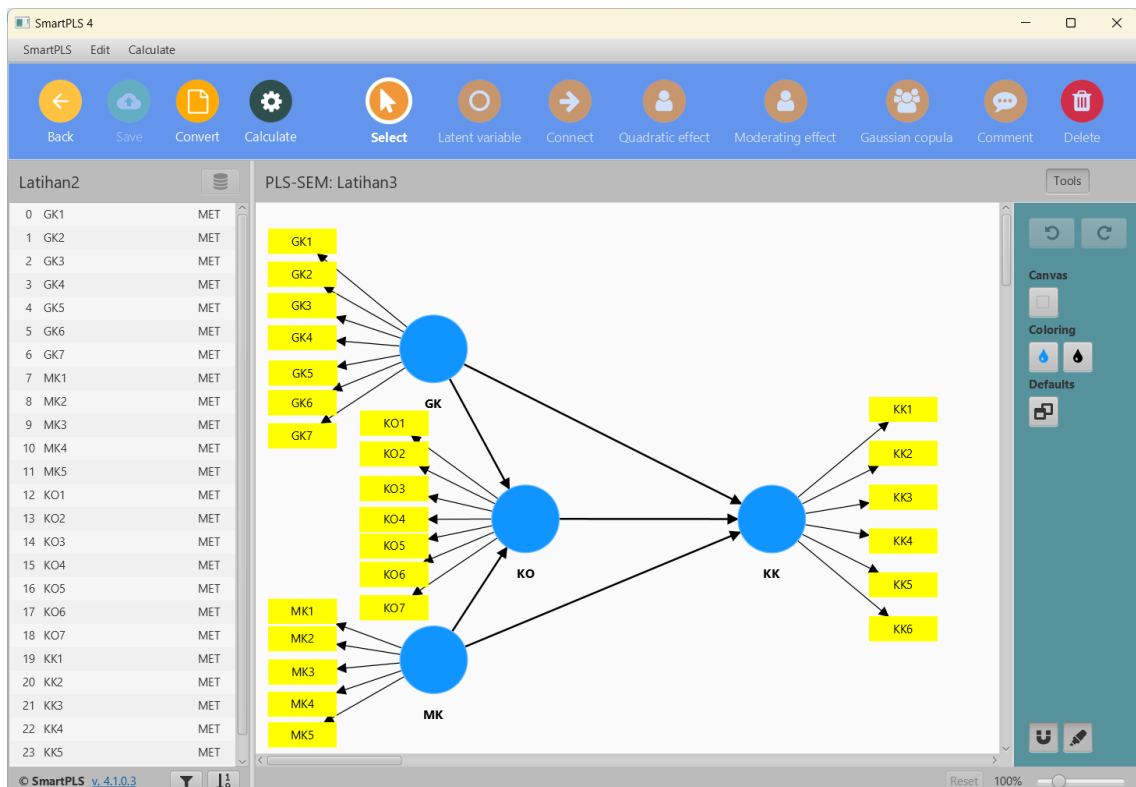 SmartPLS 4
SmartPLS Edit Calculate
Back Save Convert Calculate Select Latent variable Connect Quadratic effect Moderating effect Gaussian copula Comment Delete
Latihan2
PLS-SEM: Latihan3
Tools
0 GK1 MET
1 GK2 MET
2 GK3 MET
3 GK4 MET
4 GK5 MET
5 GK6 MET
6 GK7 MET
7 MK1 MET
8 MK2 MET
9 MK3 MET
10 MK4 MET
11 MK5 MET
12 KO1 MET
13 KO2 MET
14 KO3 MET
15 KO4 MET
16 KO5 MET
17 KO6 MET
18 KO7 MET
19 KK1 MET
20 KK2 MET
21 KK3 MET
22 KK4 MET
23 KK5 MET
GK1
GK2
GK3
GK4
GK5
GK6
GK7
GK
KO1
KO2
KO3
KO4
KO5
KO6
KO7
KO
MK1
MK2
MK3
MK4
MK5
MK
KK1
KK2
KK3
KK4
KK5
KK6
KK
Canvas
Coloring
Defaults
© SmartPLS v. 4.1.0.3
Reset 100%